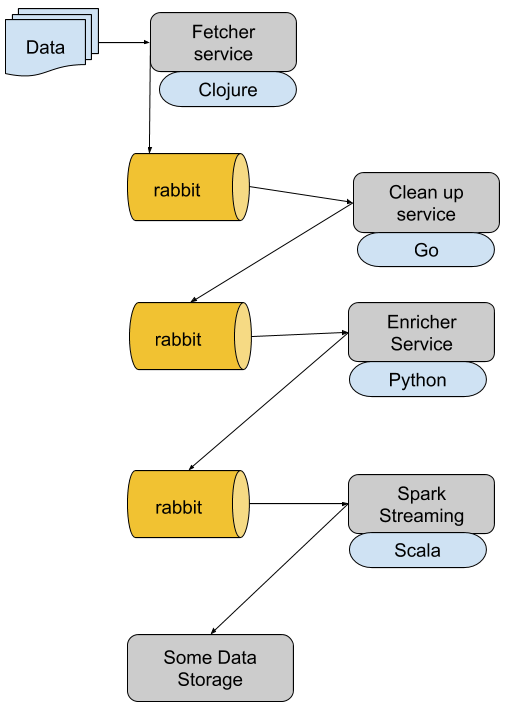 Data
Fetcher
service
Clojure
rabbit
Clean up
service
Go
rabbit
Enricher
Service
Python
rabbit
Spark
Streaming
Scala
Some Data
Storage